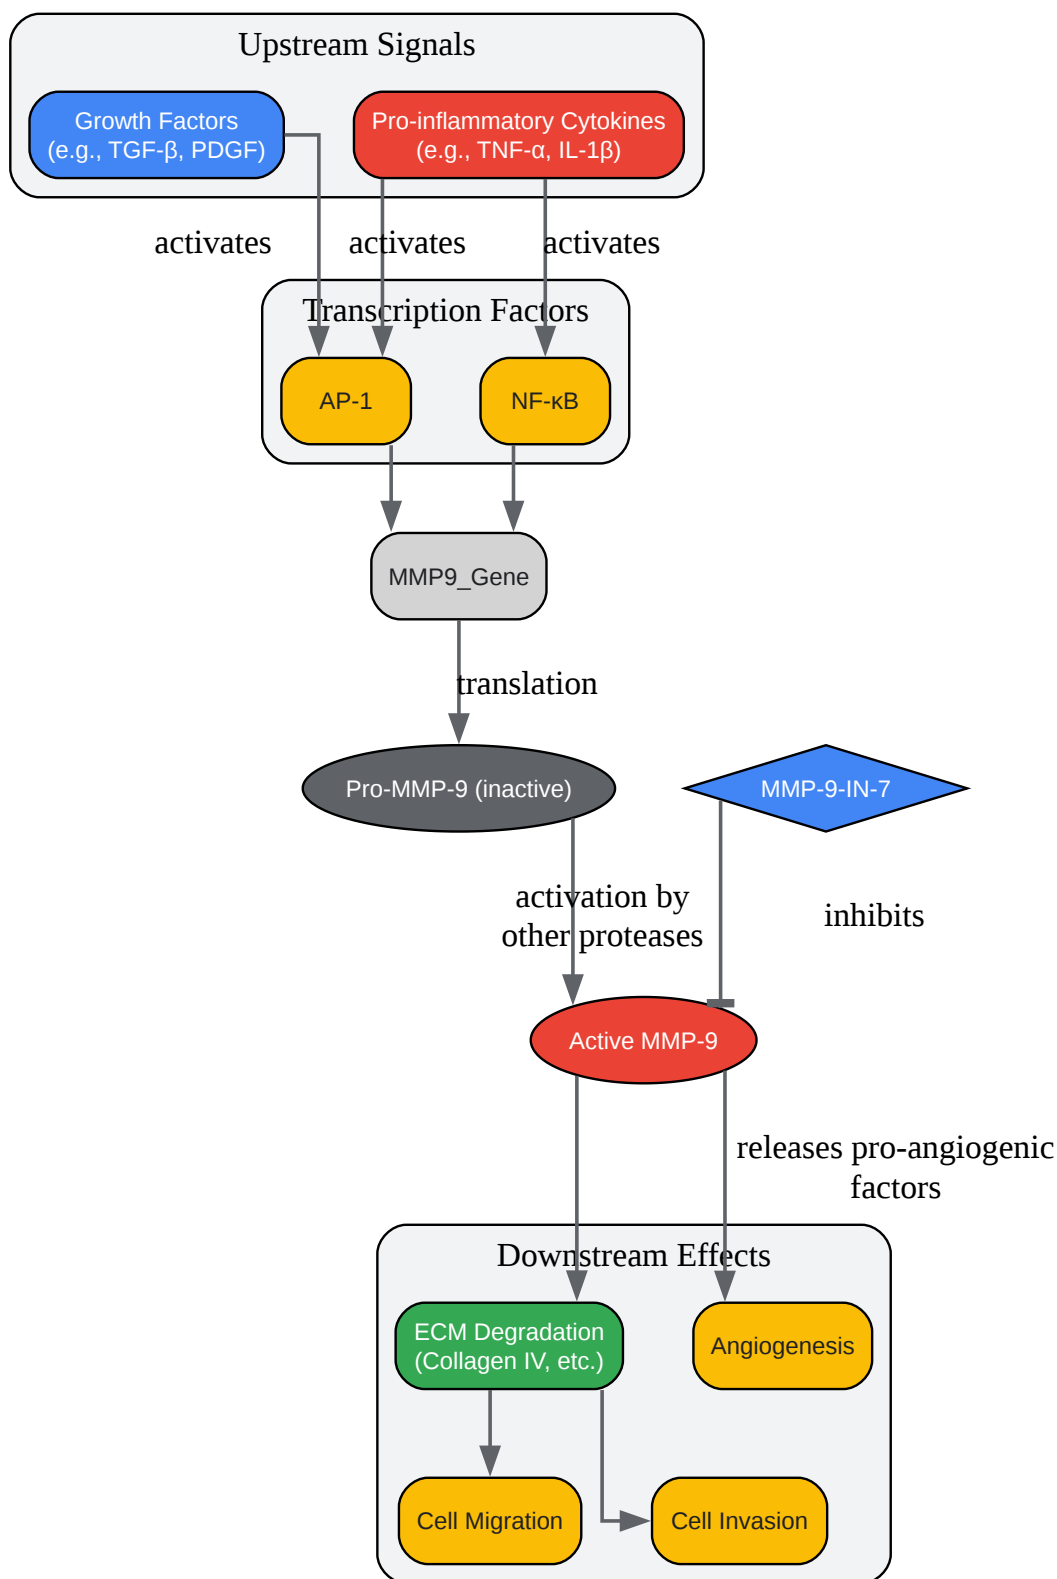 Upstream Signals
Growth Factors
(e.g., TGF-β, PDGF)
Pro-inflammatory Cytokines
(e.g., TNF-α, IL-1β)
activates
activates
activates
Transcription Factors
AP-1
NF-κB
MMP9_Gene
translation
Pro-MMP-9 (inactive)
MMP-9-IN-7
activation by
other proteases
inhibits
Active MMP-9
releases pro-angiogenic
factors
Downstream Effects
ECM Degradation
(Collagen IV, etc.)
Angiogenesis
Cell Migration
Cell Invasion